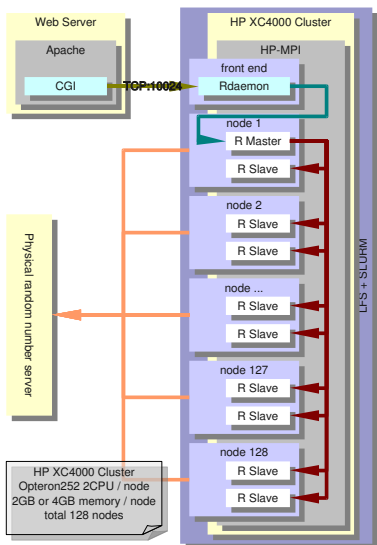 Web Server
Apache
CGI
TCP:10024
HP XC4000 Cluster
HP-MPI
front end
Rdaemon
node 1
R Master
R Slave
node 2
R Slave
R Slave
node ...
R Slave
R Slave
node 127
R Slave
R Slave
node 128
R Slave
R Slave
LFS + SLURM
Physical random number server
HP XC4000 Cluster
Opteron252 2CPU / node
2GB or 4GB memory / node
total 128 nodes